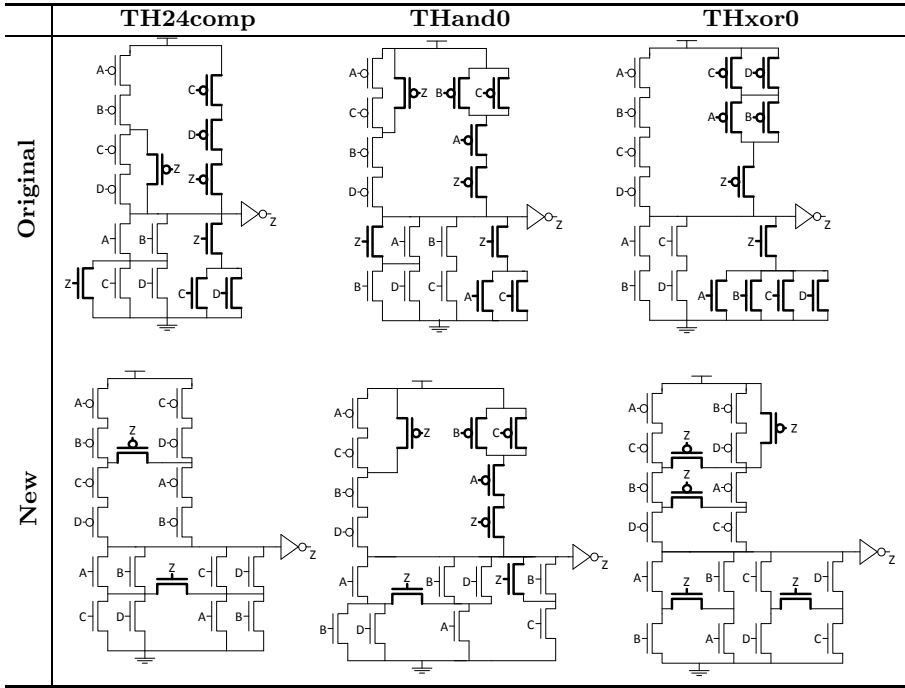 TH24comp THand0 THxor0
Original
A C
B D
C Z Z
D
Z
A B Z
Z C D C D
A Z B C
C
B A
D Z
Z
Z A C Z
B D C A C
A C D
B A B
C
D Z
Z
A C Z
B D A B C D
New
A C
Z
B D
C A
D B
Z
A B Z C D
C D A B
A Z B C
C
B A
D Z
Z
A Z B D Z B
B D A C
A B
Z
C Z D
B Z A
D C
Z
A Z B C Z D
B A D C